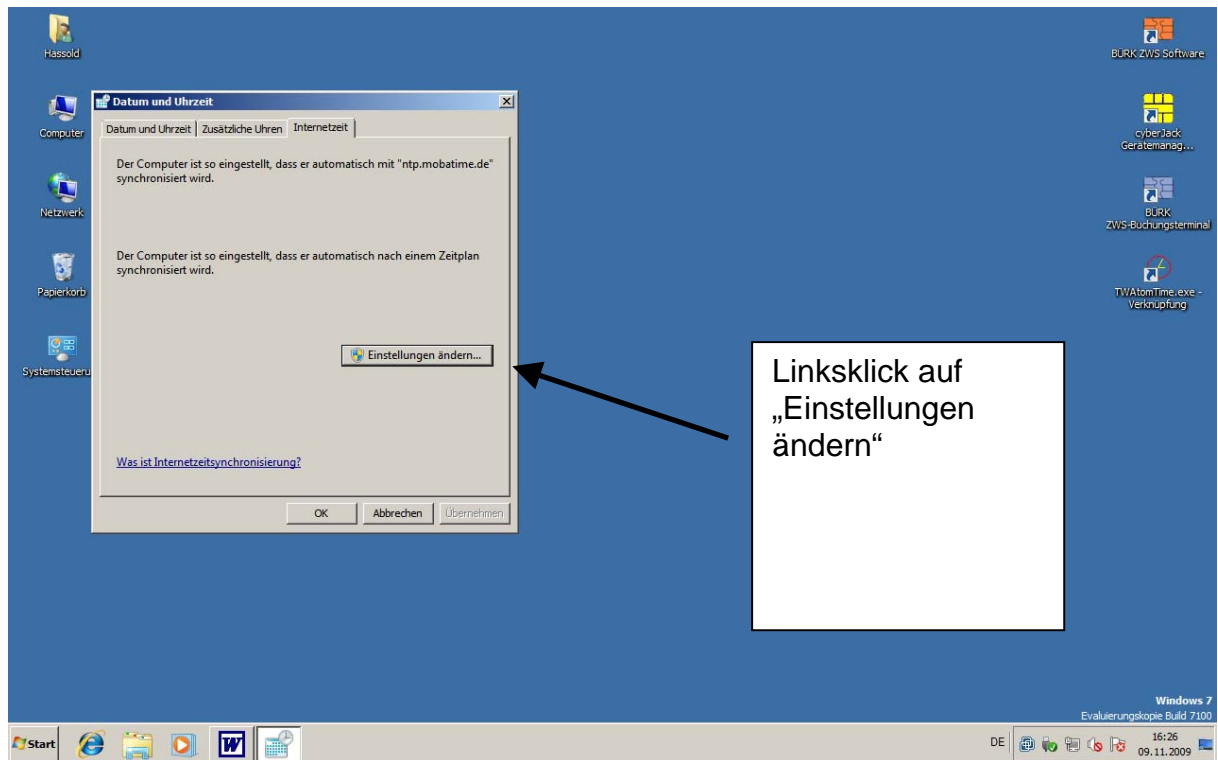 Hassold
Computer
Netzwerk
Papierkorb
Systemsteueru
Datum und Uhrzeit
Datum und Uhrzeit Zusätzliche Uhren Internetzeit
Der Computer ist so eingestellt, dass er automatisch mit "ntp.mobatime.de"
synchronisiert wird.
Der Computer ist so eingestellt, dass er automatisch nach einem Zeitplan
synchronisiert wird.
Einstellungen ändern...
Was ist Internetzeitsynchronisierung?
OK Abbrechen Übernehmen
Linksklick auf
„Einstellungen
ändern“
BÜRK ZWS Software
cyberJack
Gerätemanag...
BÜRK
ZWS-Buchungsterminal
TWAtomTime.exe -
Verknüpfung
Windows 7
Evaluierungskopie Build 7100
Start
W
DE
16:26
09.11.2009